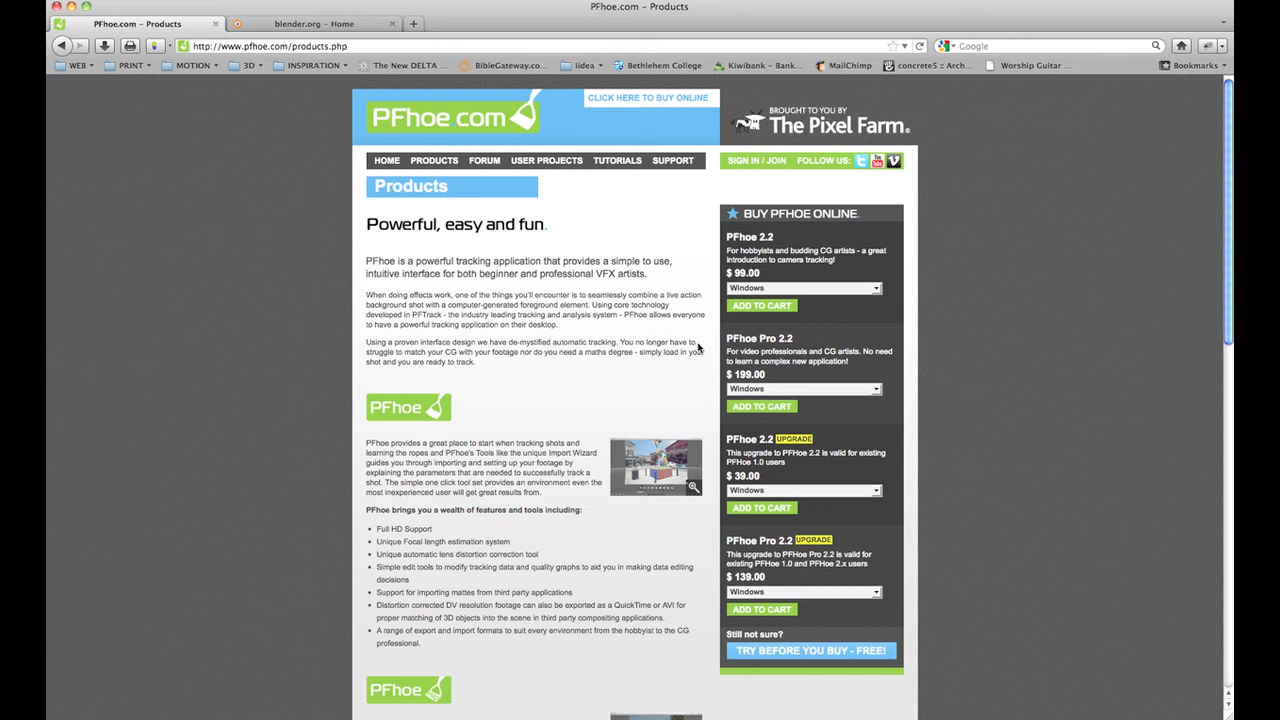 PFhoe.com – Products
PFhoe.com – Products
blender.org – Home
http://www.pfhoe.com/products.php
Google
WEB
PRINT
MOTION
3D
INSPIRATION
The New DELTA ...
BibleGateway.co...
iidea
Bethlehem College
Kiwibank – Bank...
MailChimp
concrete5 :: Arch...
Worship Guitar ...
Bookmarks
PFhoe.com
CLICK HERE TO BUY ONLINE
BROUGHT TO YOU BY
The Pixel Farm.
HOME PRODUCTS FORUM USER PROJECTS TUTORIALS SUPPORT
SIGN IN / JOIN FOLLOW US:
You Tube
Products
Powerful, easy and fun.
PFhoe is a powerful tracking application that provides a simple to use,
intuitive interface for both beginner and professional VFX artists.
When doing effects work, one of the things you'll encounter is to seamlessly combine a live action
background shot with a computer-generated foreground element. Using core technology
developed in PFTrack - the industry leading tracking and analysis system - PFhoe allows everyone
to have a powerful tracking application on their desktop.
Using a proven interface design we have de-mystified automatic tracking. You no longer have to
struggle to match your CG with your footage nor do you need a maths degree - simply load in your
shot and you are ready to track.
PFhoe
PFhoe provides a great place to start when tracking shots and
learning the ropes and PFhoe's Tools like the unique Import Wizard
guides you through importing and setting up your footage by
explaining the parameters that are needed to successfully track a
shot. The simple one click tool set provides an environment even the
most inexperienced user will get great results from.
PFhoe brings you a wealth of features and tools including:
• Full HD Support
• Unique Focal length estimation system
• Unique automatic lens distortion correction tool
• Simple edit tools to modify tracking data and quality graphs to aid you in making data editing
decisions
• Support for importing mattes from third party applications
• Distortion corrected DV resolution footage can also be exported as a QuickTime or AVI for
proper matching of 3D objects into the scene in third party compositing applications.
• A range of export and import formats to suit every environment from the hobbyist to the CG
professional.
PFhoe
BUY PFHOE ONLINE.
PFhoe 2.2
For hobbyists and budding CG artists - a great
introduction to camera tracking!
$ 99.00
Windows
ADD TO CART
PFhoe Pro 2.2
For video professionals and CG artists. No need
to learn a complex new application!
$ 199.00
Windows
ADD TO CART
PFhoe 2.2 UPGRADE
This upgrade to PFHoe 2.2 is valid for existing
PFHoe 1.0 users
$ 39.00
Windows
ADD TO CART
PFhoe Pro 2.2 UPGRADE
This upgrade to PFHoe Pro 2.2 is valid for
existing PFHoe 1.0 and PFHoe 2.x users
$ 139.00
Windows
ADD TO CART
Still not sure?
TRY BEFORE YOU BUY - FREE!